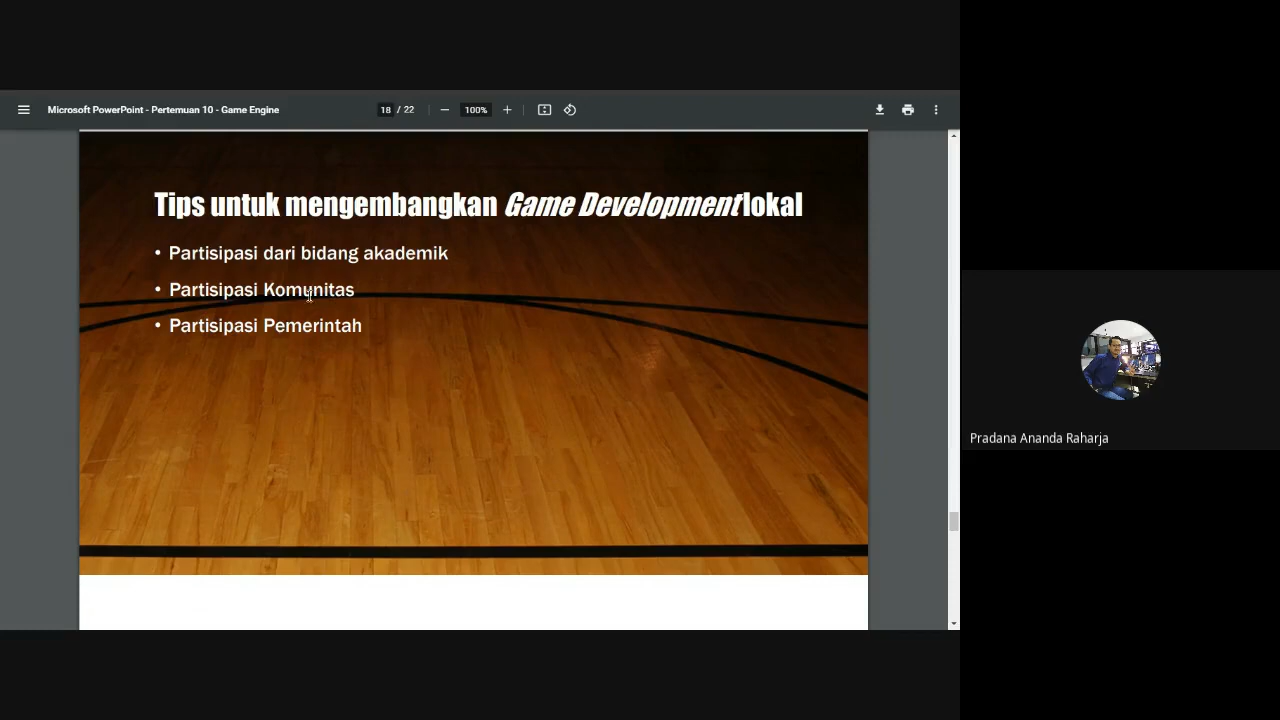 Microsoft PowerPoint - Pertemuan 10 - Game Engine
18 / 22
100%
Tips untuk mengembangkan Game Development lokal
• Partisipasi dari bidang akademik
• Partisipasi Komunitas
• Partisipasi Pemerintah
Pradana Ananda Raharja